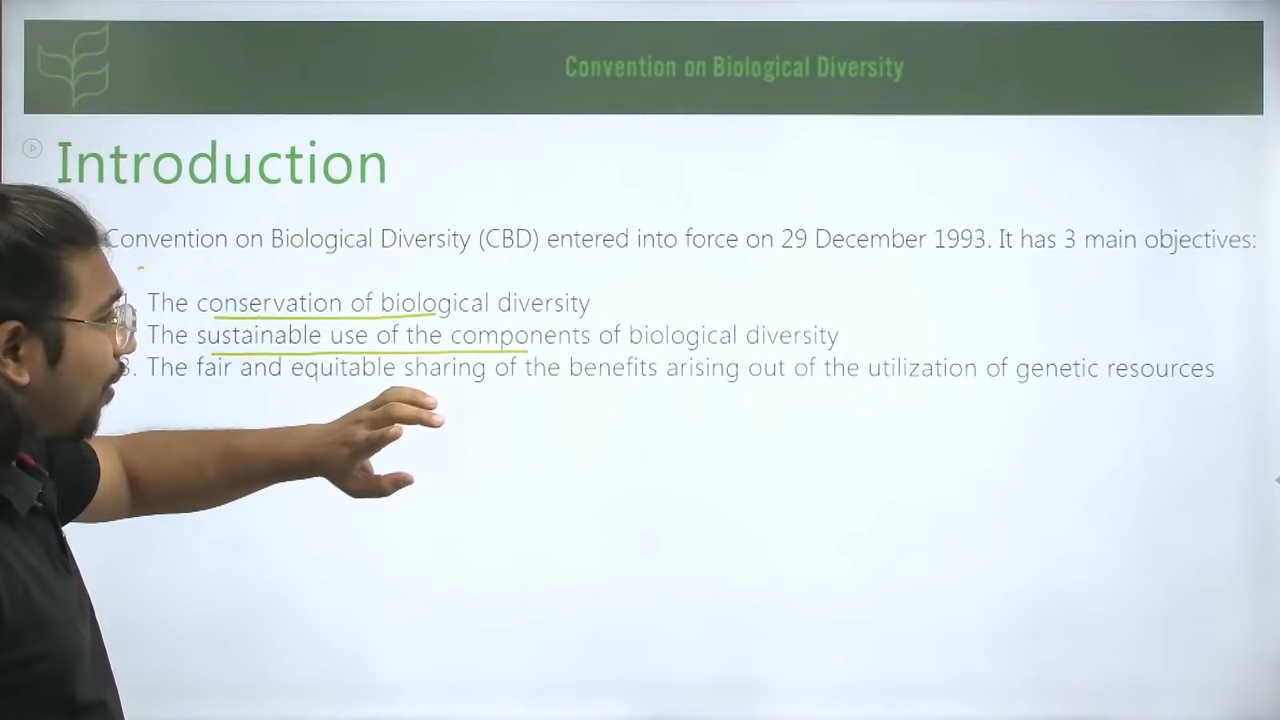 Convention on Biological Diversity
Introduction
Convention on Biological Diversity (CBD) entered into force on 29 December 1993. It has 3 main objectives:
The conservation of biological diversity
The sustainable use of the components of biological diversity
3. The fair and equitable sharing of the benefits arising out of the utilization of genetic resources